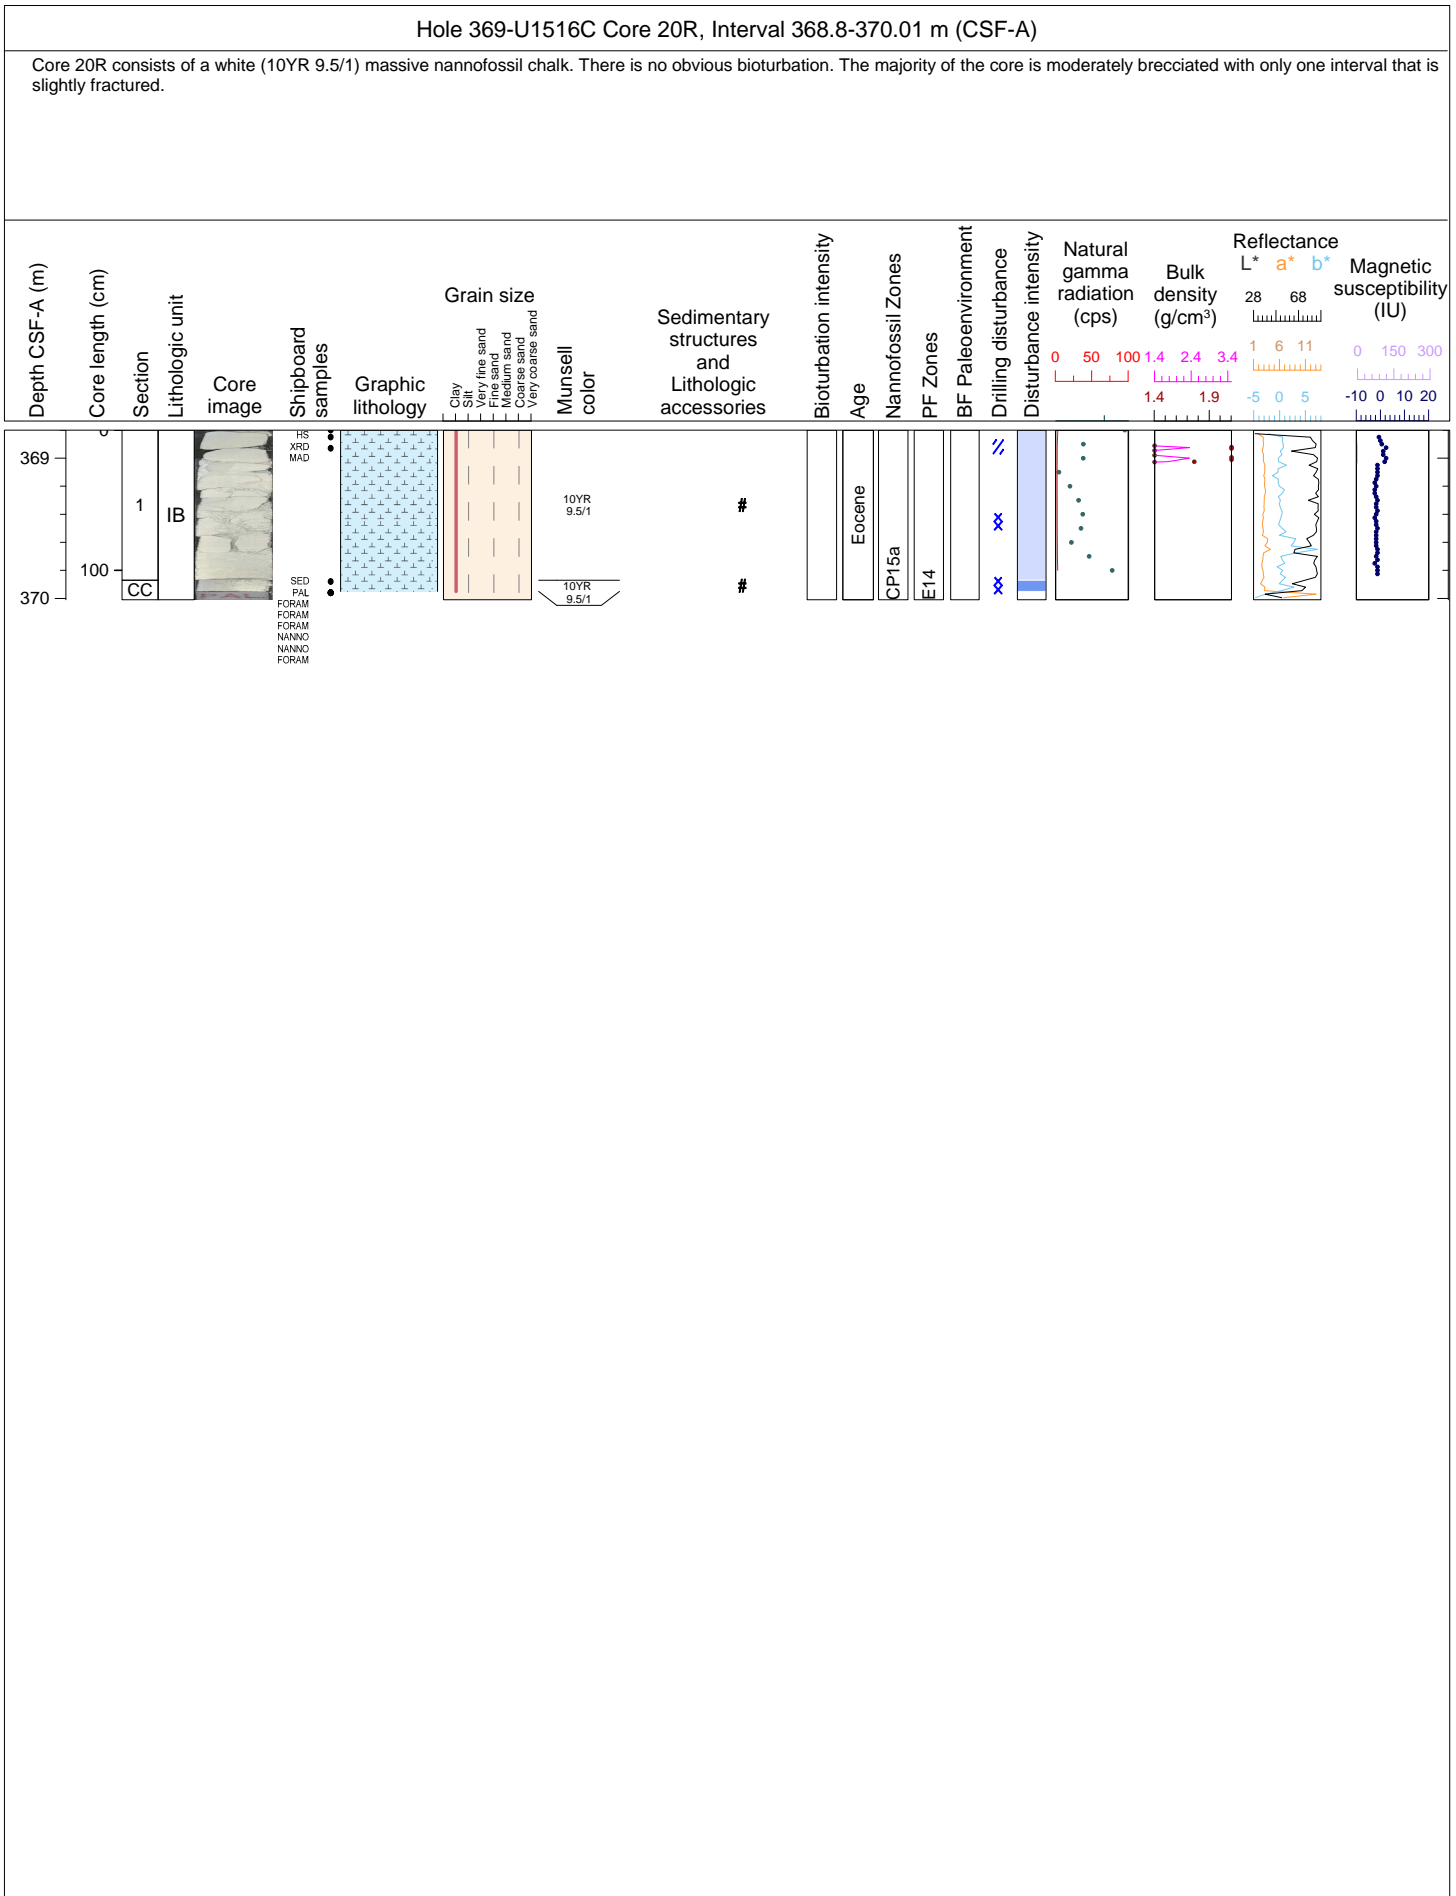 Hole 369-U1516C Core 20R, Interval 368.8-370.01 m (CSF-A)
Core 20R consists of a white (10YR 9.5/1) massive nannofossil chalk. There is no obvious bioturbation. The majority of the core is moderately brecciated with only one interval that is
slightly fractured.
Depth CSF-A (m)
Core length (cm)
Section
Lithologic unit
Core
image
Shipboard
samples
Graphic
lithology
Grain size
Clay
Silt
Very fine sand
Fine sand
Medium sand
Coarse sand
Very coarse sand
Munsell
color
Sedimentary
structures
and
Lithologic
accessories
Bioturbation intensity
Age
Nannofossil Zones
PF Zones
BF Paleoenvironment
Drilling disturbance
Disturbance intensity
Natural
gamma
radiation
(cps)
0 50 100
Bulk
density
(g/cm³)
1.4 2.4 3.4
1.4 1.9
Reflectance
L* a* b*
28 68
1 6 11
-5 0 5
Magnetic
susceptibility
(IU)
0 150 300
-10 0 10 20
369
370
0
100
1
CC
IB
HS
XRD
MAD
SED
PAL
FORAM
FORAM
FORAM
NANNO
NANNO
FORAM
10YR
9.5/1
10YR
9.5/1
#
#
Eocene
CP15a
E14